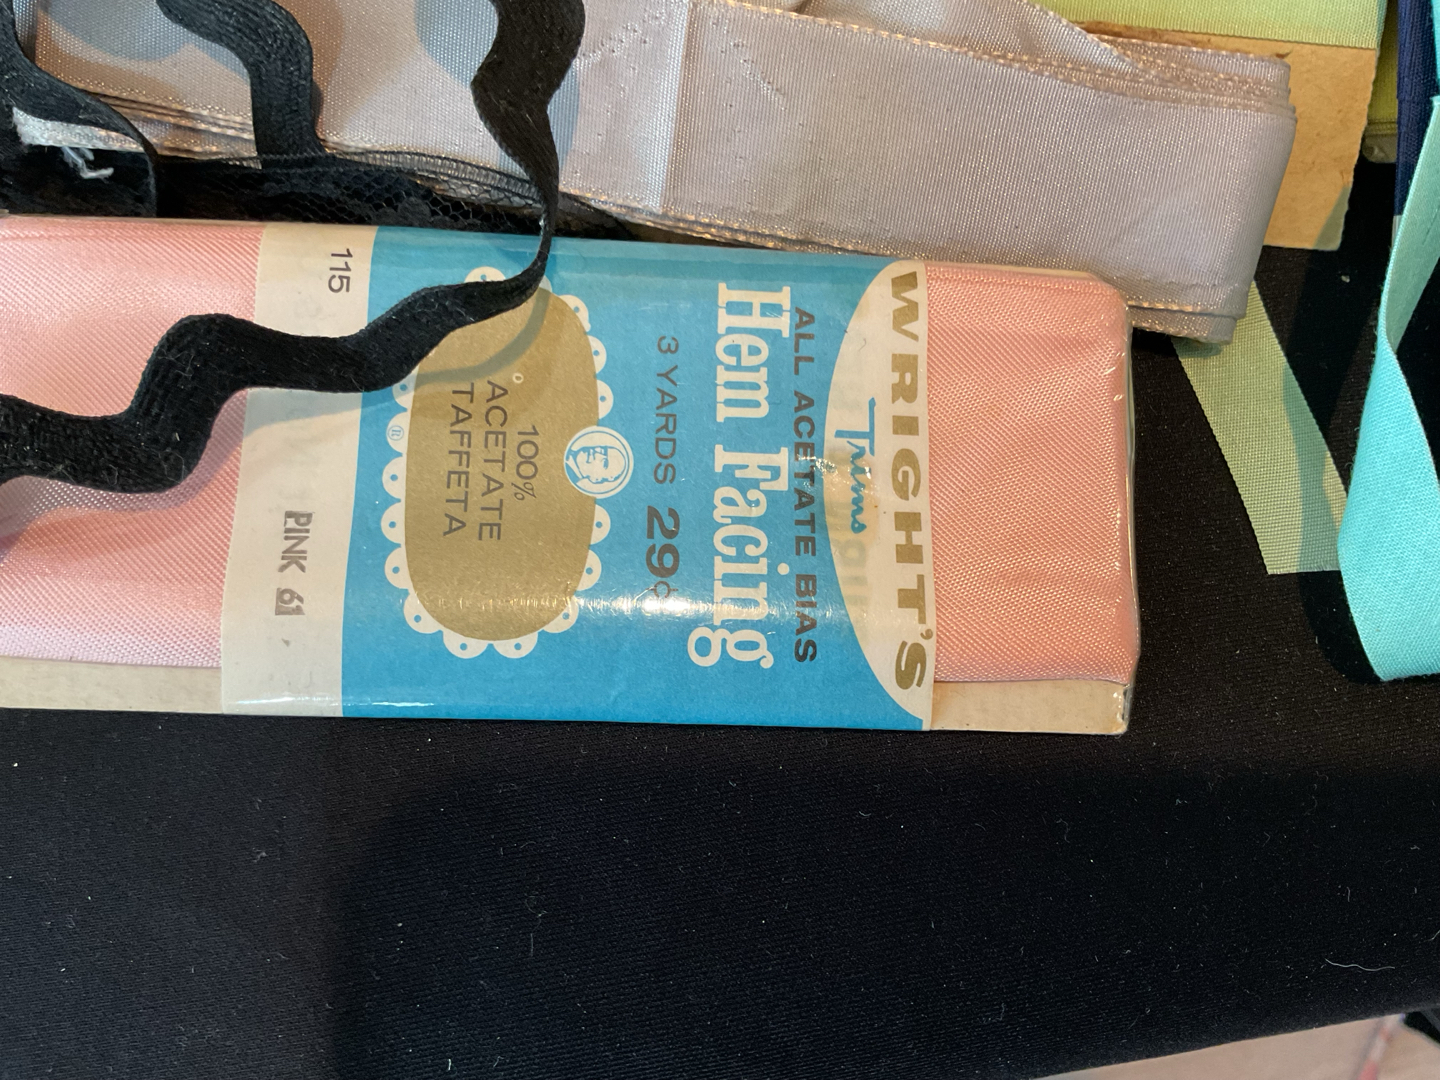 WRIGHT'S
Trims
ALL ACETATE BIAS
Hem Facing
3 YARDS 29¢
100%
ACETATE
TAFFETA
®
115
PINK 61